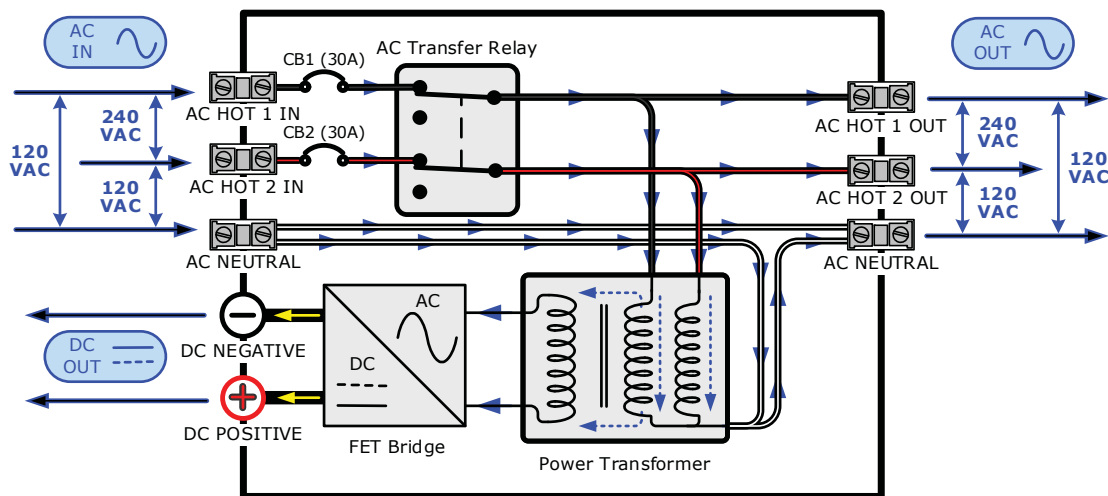 AC
IN
CB1 (30A)
AC Transfer Relay
AC
OUT
AC HOT 1 IN
AC HOT 1 OUT
240
VAC
CB2 (30A)
240
VAC
120
VAC
120
VAC
AC HOT 2 IN
AC HOT 2 OUT
120
VAC
120
VAC
AC NEUTRAL
AC NEUTRAL
AC
DC NEGATIVE
DC
OUT
DC
DC POSITIVE
FET Bridge
Power Transformer